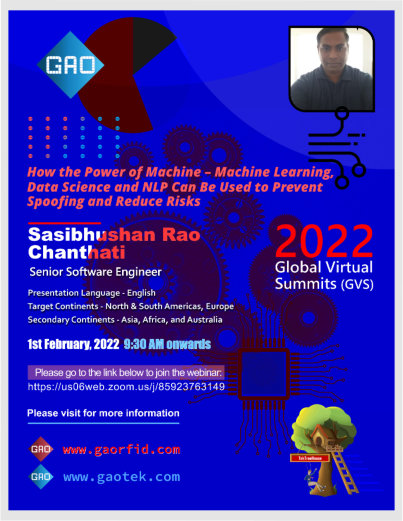 GAO
How the Power of Machine – Machine Learning,
Data Science and NLP Can Be Used to Prevent
Spoofing and Reduce Risks
Sasibhushan Rao
Chanthati
Senior Software Engineer
2022
Global Virtual
Summits (GVS)
Presentation Language - English
Target Continents - North & South Americas, Europe
Secondary Continents - Asia, Africa, and Australia
1st February, 2022 9:30 AM onwards
Please go to the link below to join the webinar:
https://us06web.zoom.us/j/85923763149
Please visit for more information
GAO www.gaorfid.com
GAO www.gaotek.com